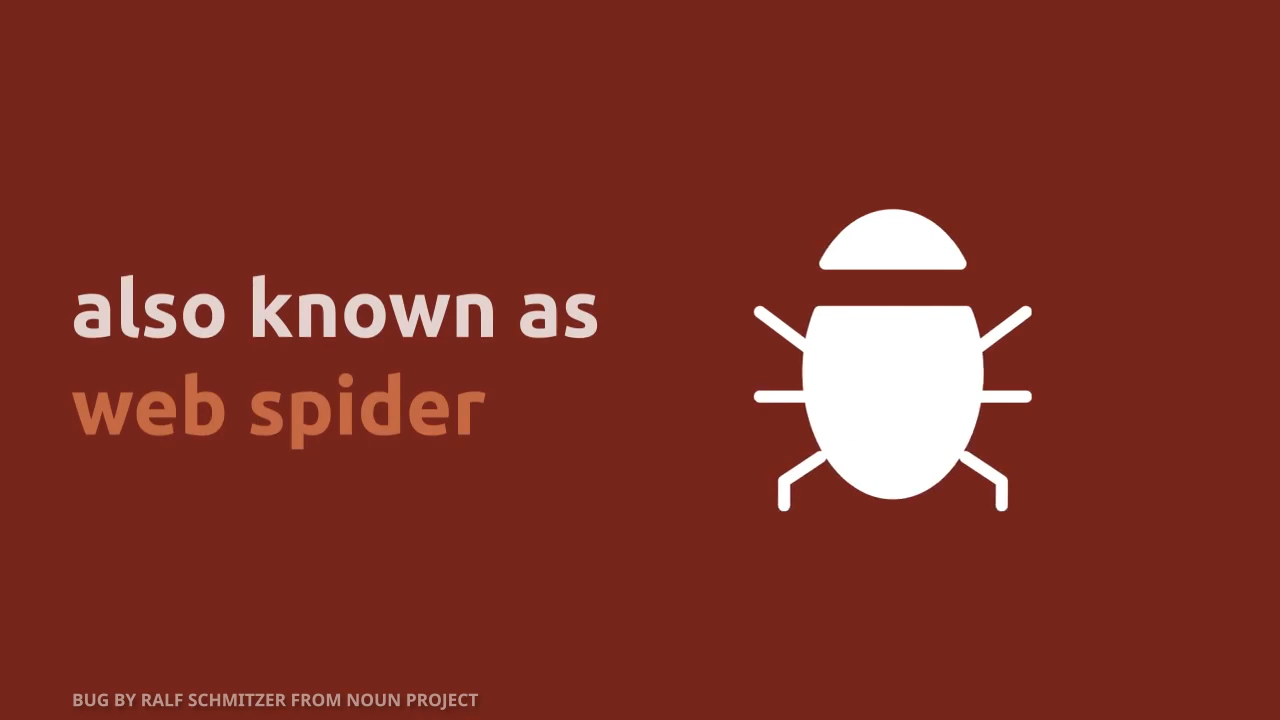 also known as
web spider
BUG BY RALF SCHMITZER FROM NOUN PROJECT